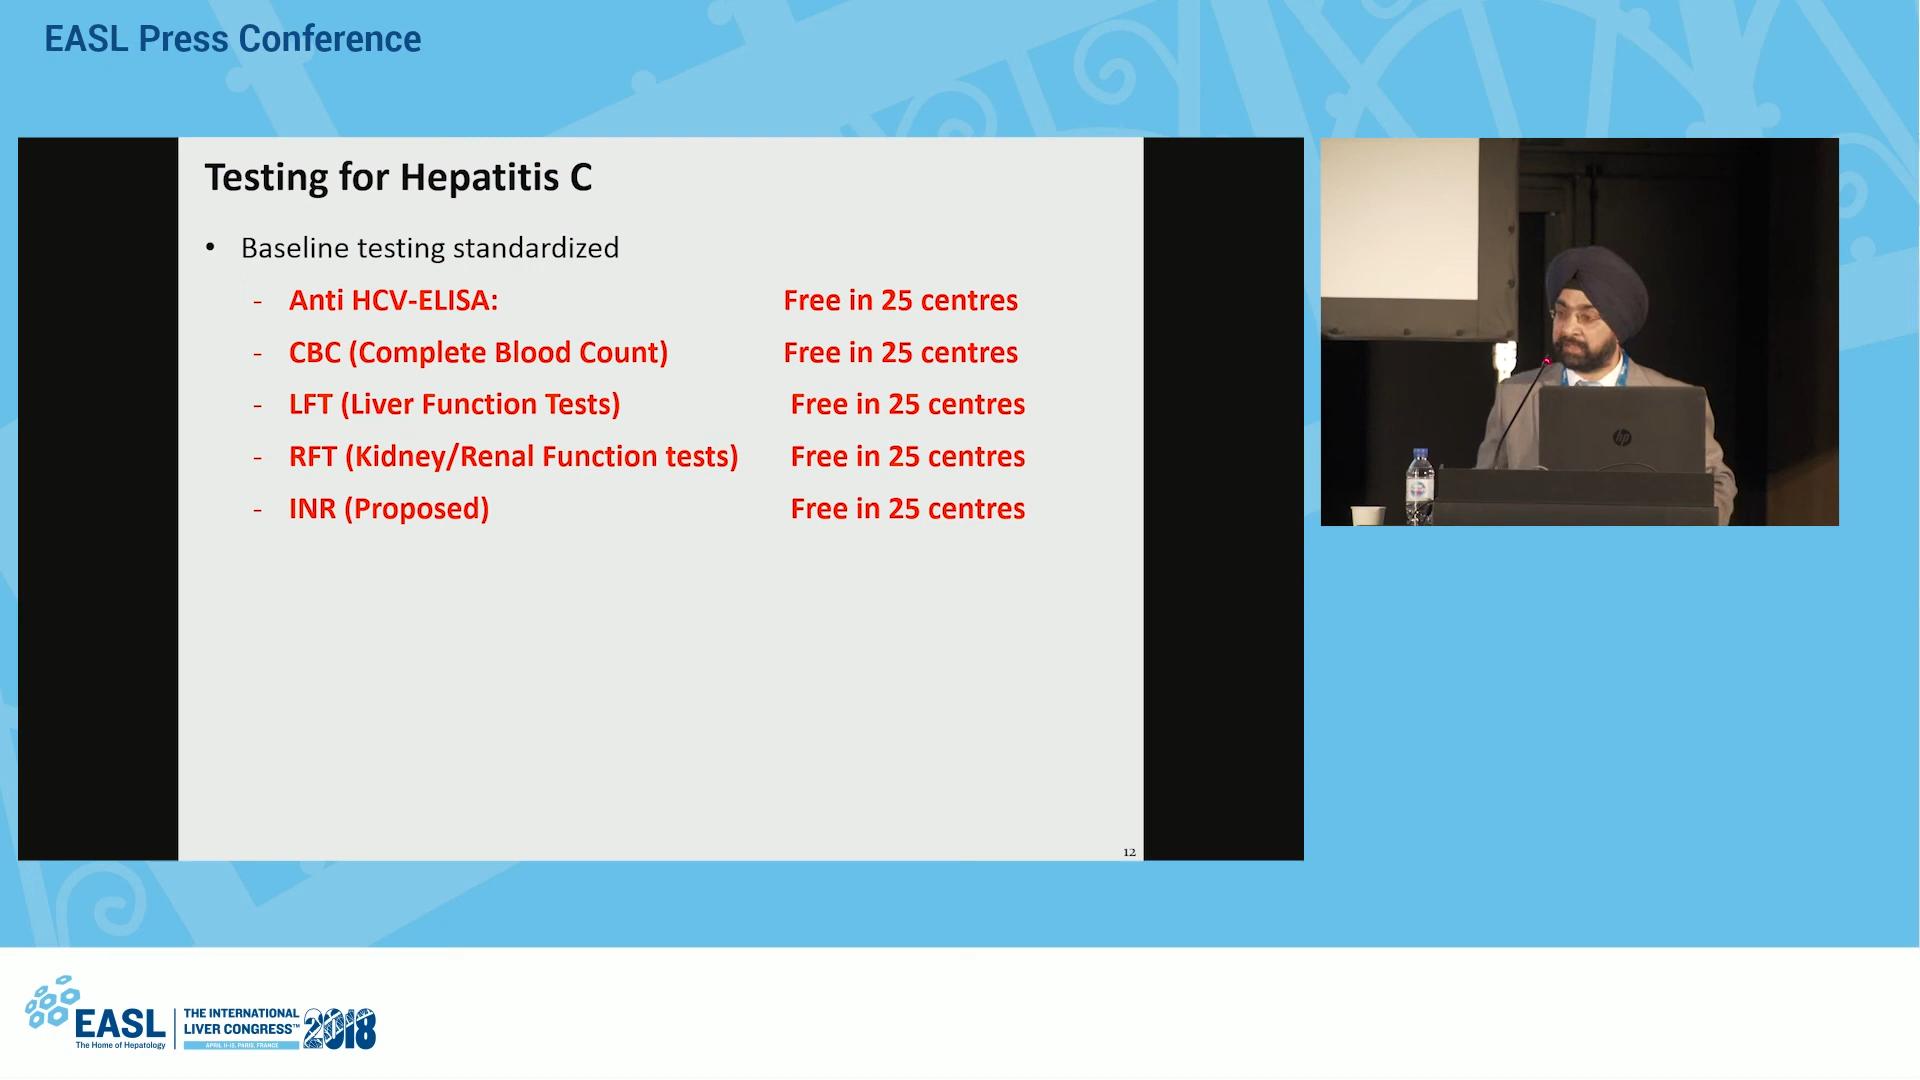 EASL Press Conference
Testing for Hepatitis C
• Baseline testing standardized
- Anti HCV-ELISA: Free in 25 centres
- CBC (Complete Blood Count) Free in 25 centres
- LFT (Liver Function Tests) Free in 25 centres
- RFT (Kidney/Renal Function tests) Free in 25 centres
- INR (Proposed) Free in 25 centres
12
hp
EASL
The Home of Hepatology
THE INTERNATIONAL
LIVER CONGRESS™
2018
APRIL 11-15, PARIS, FRANCE